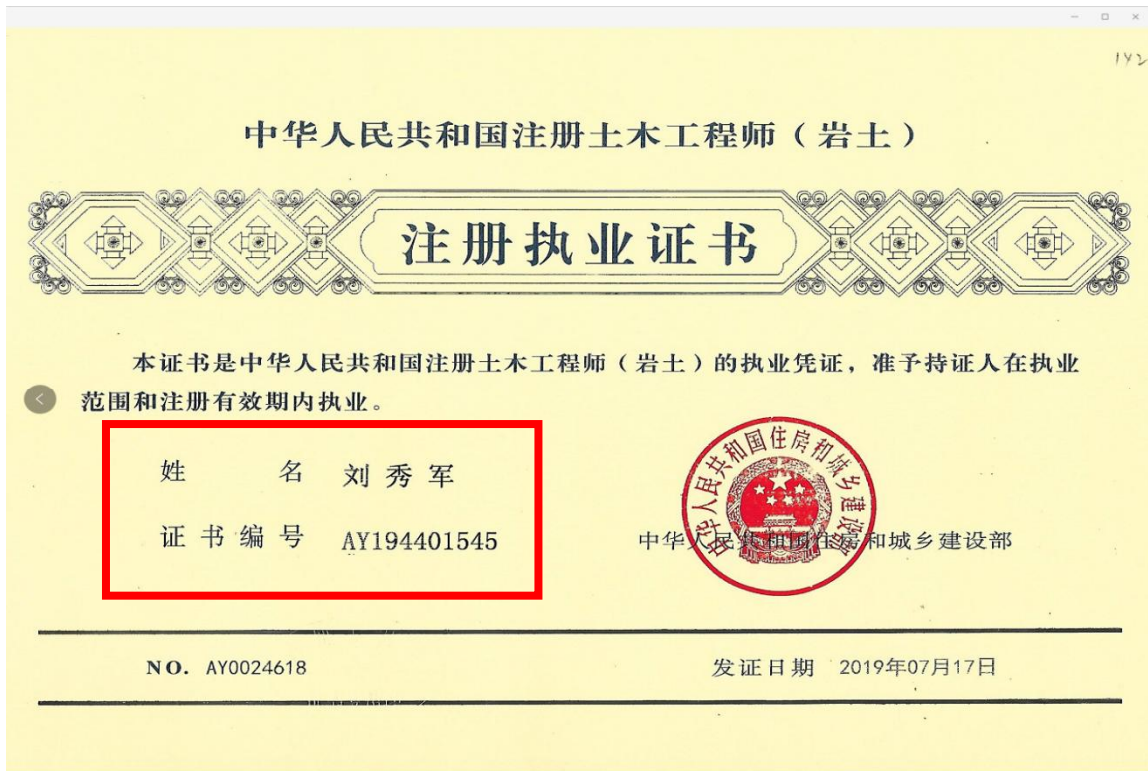 142
中华人民共和国注册土木工程师（岩土）
注册执业证书
本证书是中华人民共和国注册土木工程师（岩土）的执业凭证，准予持证人在执业
范围和注册有效期内执业。
姓 名 刘秀军
证书编号 AY194401545
中华人民共和国住房和城乡建设部
中华人民共和国住房和城乡建设部
NO. AY0024618
发证日期 2019年07月17日